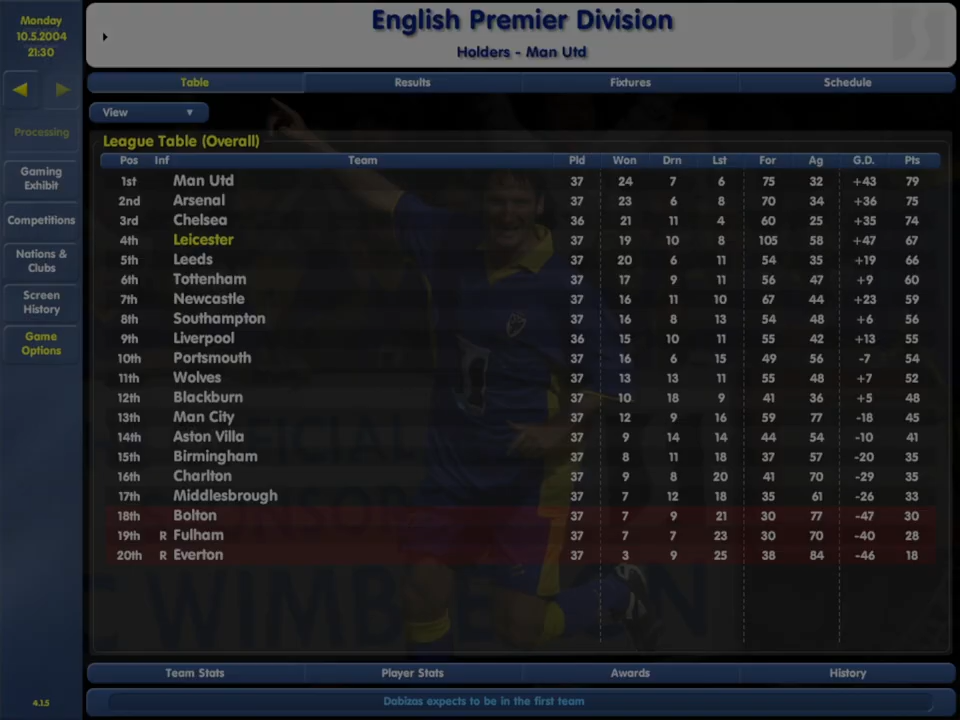 Monday
10.5.2004
21:30
English Premier Division
Holders - Man Utd
Table Results Fixtures Schedule
View
Processing
Gaming Exhibit
Competitions
Nations & Clubs
Screen History
Game Options
4.1.5
League Table (Overall)
Pos Inf Team Pld Won Drn Lst For Ag G.D. Pts
1st Man Utd 37 24 7 6 75 32 +43 79
2nd Arsenal 37 23 6 8 70 34 +36 75
3rd Chelsea 36 21 11 4 60 25 +35 74
4th Leicester 37 19 10 8 105 58 +47 67
5th Leeds 37 20 6 11 54 35 +19 66
6th Tottenham 37 17 9 11 56 47 +9 60
7th Newcastle 37 16 11 10 67 44 +23 59
8th Southampton 37 16 8 13 54 48 +6 56
9th Liverpool 36 15 10 11 55 42 +13 55
10th Portsmouth 37 16 6 15 49 56 -7 54
11th Wolves 37 13 13 11 55 48 +7 52
12th Blackburn 37 10 18 9 41 36 +5 48
13th Man City 37 12 9 16 59 77 -18 45
14th Aston Villa 37 9 14 14 44 54 -10 41
15th Birmingham 37 8 11 18 37 57 -20 35
16th Charlton 37 9 8 20 41 70 -29 35
17th Middlesbrough 37 7 12 18 35 61 -26 33
18th Bolton 37 7 9 21 30 77 -47 30
19th R Fulham 37 7 7 23 30 70 -40 28
20th R Everton 37 3 9 25 38 84 -46 18
Team Stats Player Stats Awards History
Dabizas expects to be in the first team